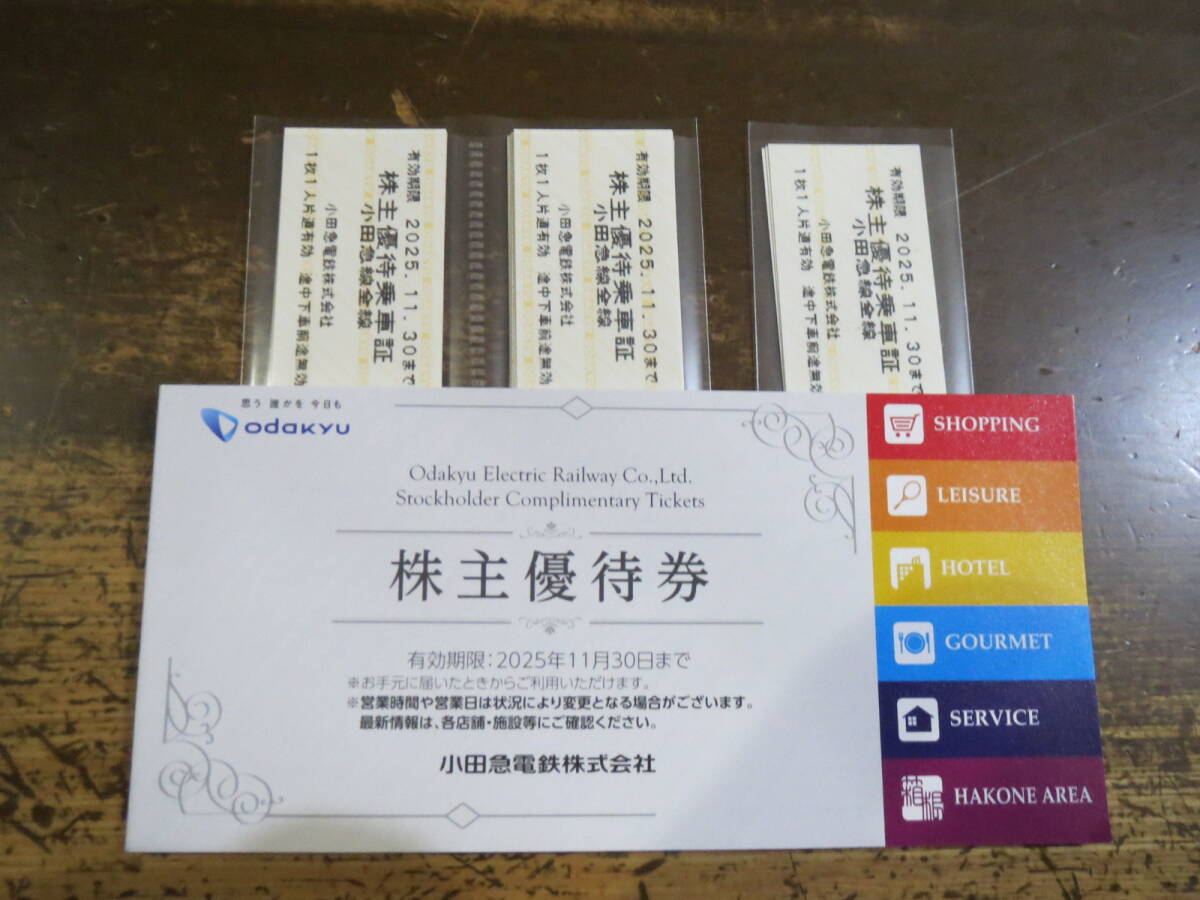 有効期限 2025.11.30まで
株主優待乗車証
小田急線全線
小田急電鉄株式会社
1枚1人片道有効 途中下車前途無効
有効期限 2025.11.30まで
株主優待乗車証
小田急線全線
小田急電鉄株式会社
1枚1人片道有効 途中下車前途無効
有効期限 2025.11.30まで
株主優待乗車証
小田急線全線
小田急電鉄株式会社
1枚1人片道有効 途中下車前途無効
思う 誰かを 今日も
odakyu
Odakyu Electric Railway Co.,Ltd.
Stockholder Complimentary Tickets
株主優待券
有効期限：2025年11月30日まで
※お手元に届いたときからご利用いただけます。
※営業時間や営業日は状況により変更となる場合がございます。
最新情報は、各店舗・施設等にご確認ください。
小田急電鉄株式会社
SHOPPING
LEISURE
HOTEL
GOURMET
SERVICE
箱根
HAKONE AREA